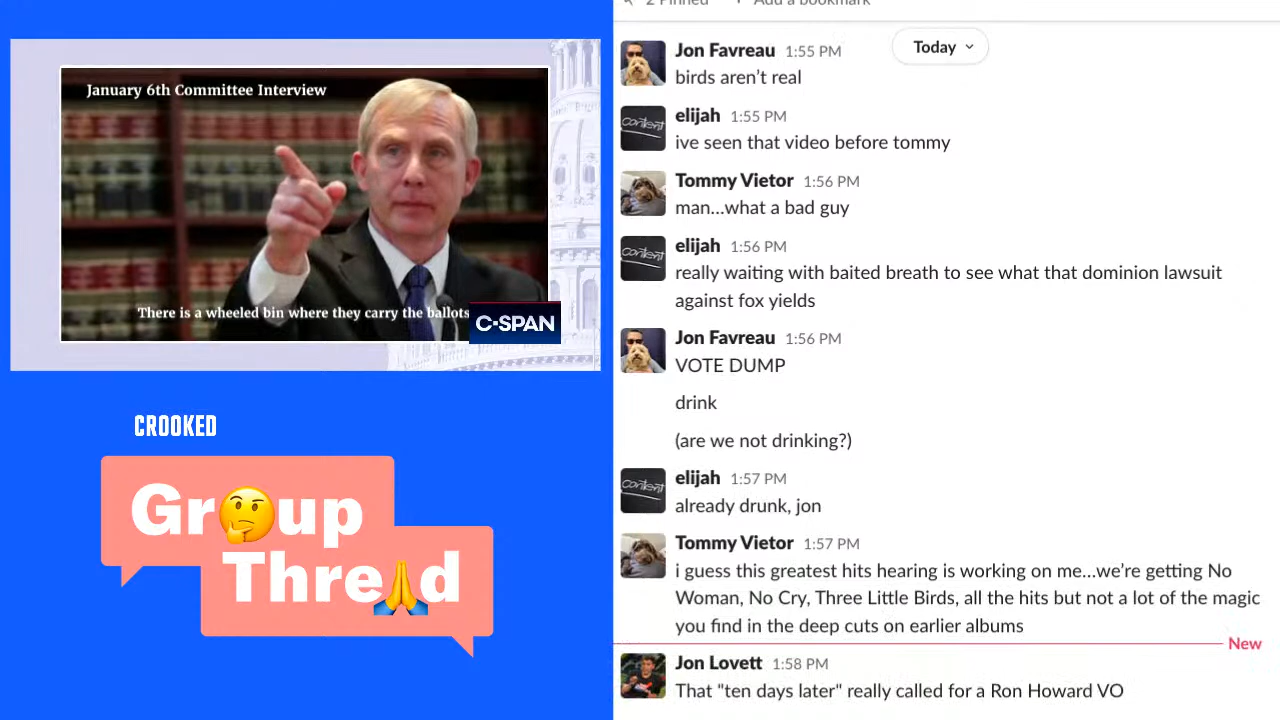 January 6th Committee Interview
There is a wheeled bin where they carry the ballots
C-SPAN
CROOKED
Gr🤔up
Thre🙏d
2 Pinned + Add a bookmark
Today
Jon Favreau 1:55 PM
birds aren’t real
content
elijah 1:55 PM
ive seen that video before tommy
Tommy Vietor 1:56 PM
man…what a bad guy
content
elijah 1:56 PM
really waiting with baited breath to see what that dominion lawsuit
against fox yields
Jon Favreau 1:56 PM
VOTE DUMP
drink
(are we not drinking?)
content
elijah 1:57 PM
already drunk, jon
Tommy Vietor 1:57 PM
i guess this greatest hits hearing is working on me…we’re getting No
Woman, No Cry, Three Little Birds, all the hits but not a lot of the magic
you find in the deep cuts on earlier albums
New
Jon Lovett 1:58 PM
That "ten days later" really called for a Ron Howard VO